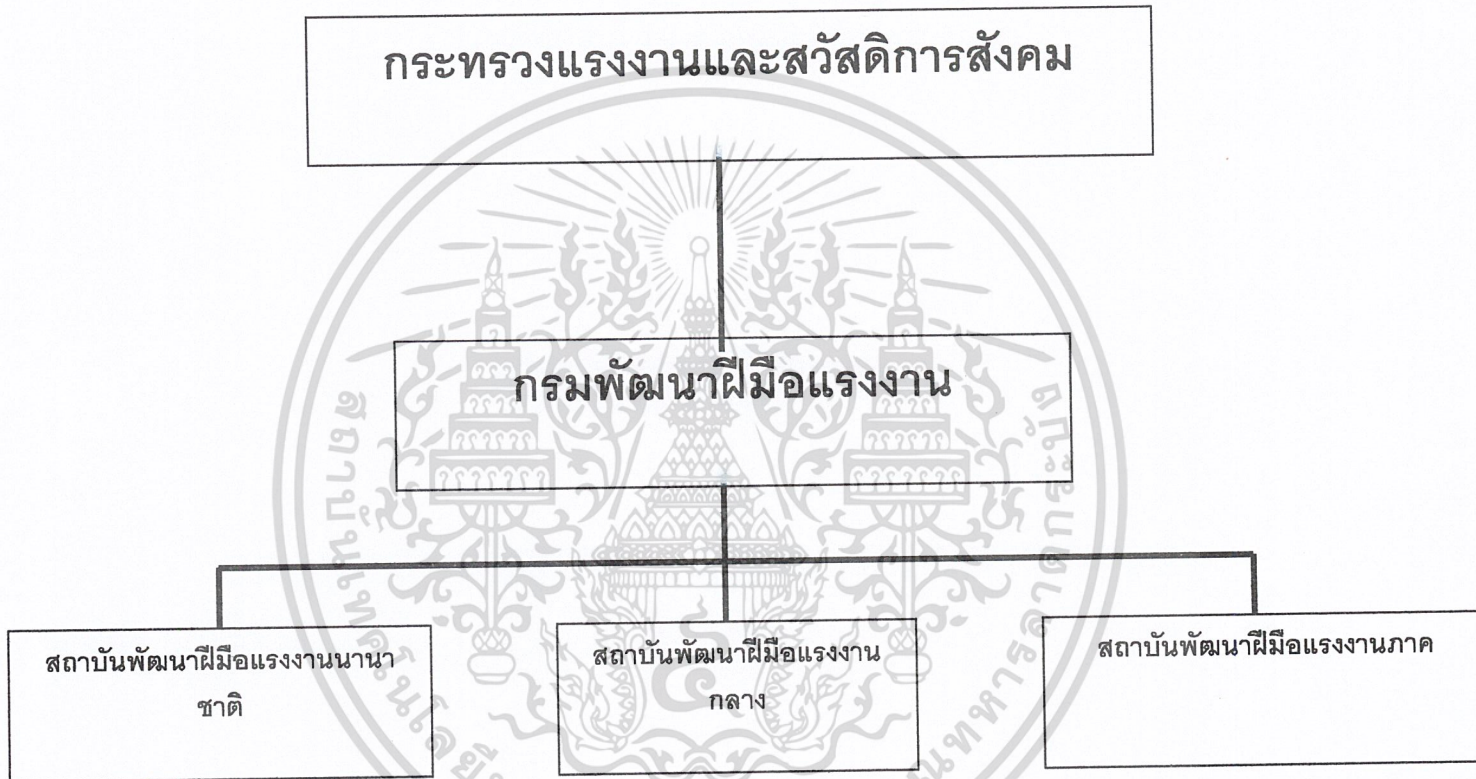 กระทรวงแรงงานและสวัสดิการสังคม
กรมพัฒนาฝีมือแรงงาน
สถาบันพัฒนาฝีมือแรงงานนานา
ชาติ
สถาบันพัฒนาฝีมือแรงงาน
กลาง
สถาบันพัฒนาฝีมือแรงงานภาค